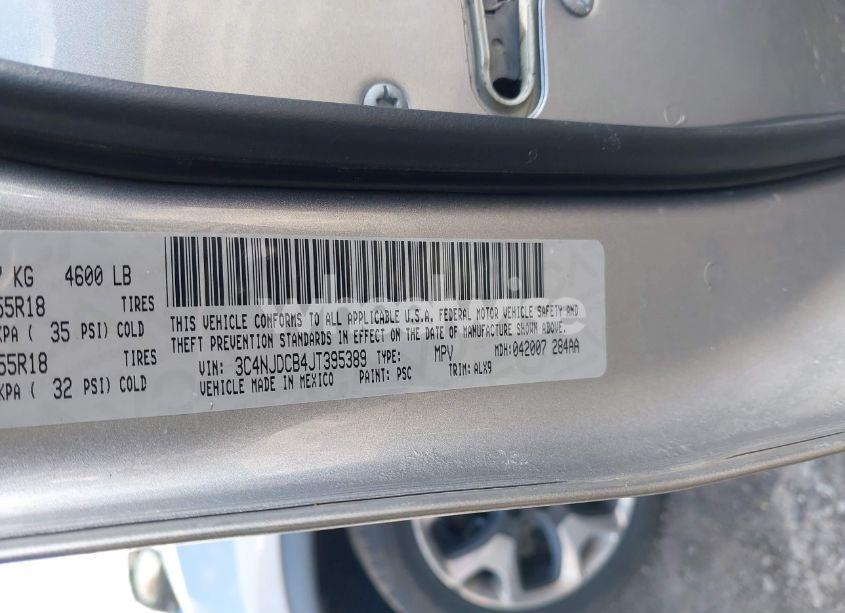 KG 4600 LB
55R18 TIRES
KPA ( 35 PSI) COLD
55R18 TIRES
KPA ( 32 PSI) COLD
THIS VEHICLE CONFORMS TO ALL APPLICABLE U.S.A. FEDERAL MOTOR VEHICLE SAFETY AND
THEFT PREVENTION STANDARDS IN EFFECT ON THE DATE OF MANUFACTURE SHOWN ABOVE.
VIN: 3C4NJDCB4JT395389 TYPE: MPV MDH:042007 284AA
VEHICLE MADE IN MEXICO PAINT: PSC TRIM: ALX9